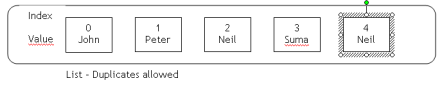 Index 0 1 2 3 4
Value John Peter Neil Suma Neil
List - Duplicates allowed